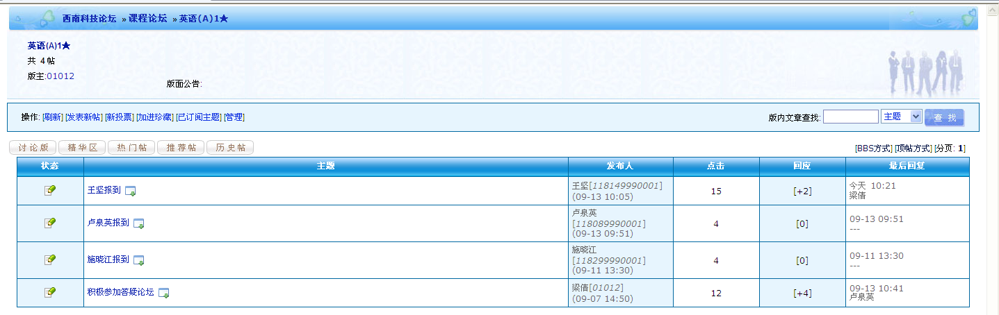 西南科技论坛 »课程论坛 »英语(A)1★
英语(A)1★
共 4帖
版主:01012
版面公告:
操作: [刷新] [发表新帖] [新投票] [加进珍藏] [已订阅主题] [管理]
版内文章查找: 主题 查 找
讨论版 精华区 热门帖 推荐帖 历史帖
[BBS方式] [顶帖方式] [分页: 1]
状态 主题 发布人 点击 回应 最后回复
王坚报到 王坚[118149990001] 15 [+2] 今天 10:21
(09-13 10:05) 梁倩
卢泉英报到 卢泉英 4 [0] 09-13 09:51
[118089990001] ---
(09-13 09:51)
施晓江报到 施晓江 4 [0] 09-11 13:30
[118299990001] ---
(09-11 13:30)
积极参加答疑论坛 梁倩[01012] 12 [+4] 09-13 10:41
(09-07 14:50) 卢泉英